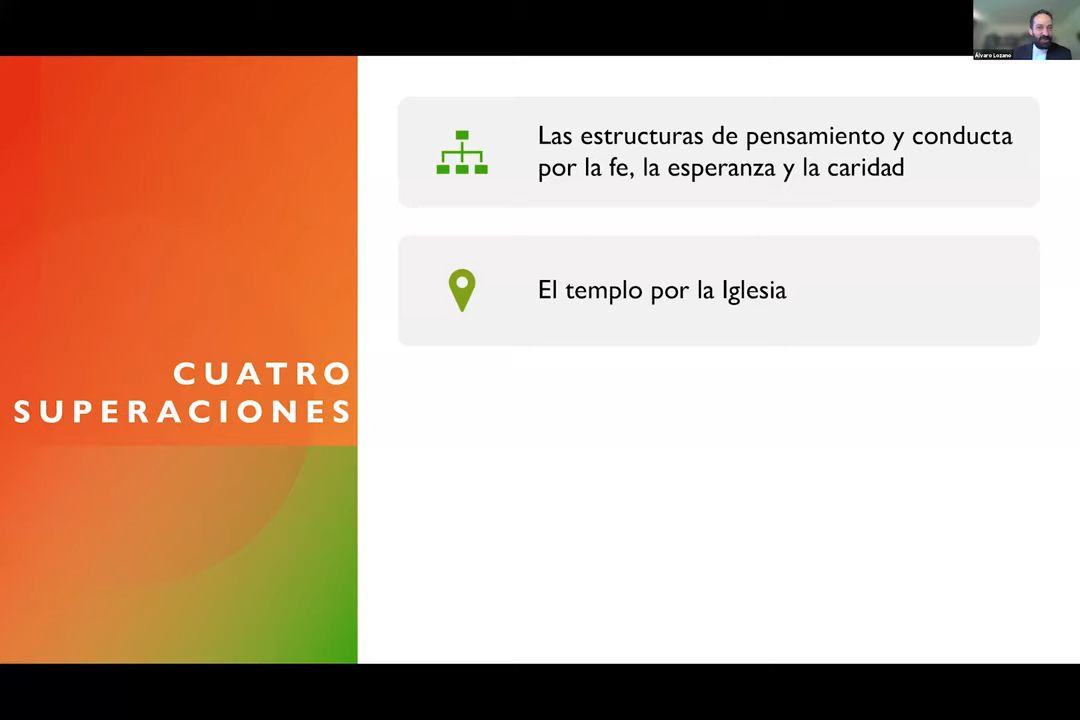 Álvaro Lozano
Las estructuras de pensamiento y conducta
por la fe, la esperanza y la caridad
El templo por la Iglesia
CUATRO
SUPERACIONES